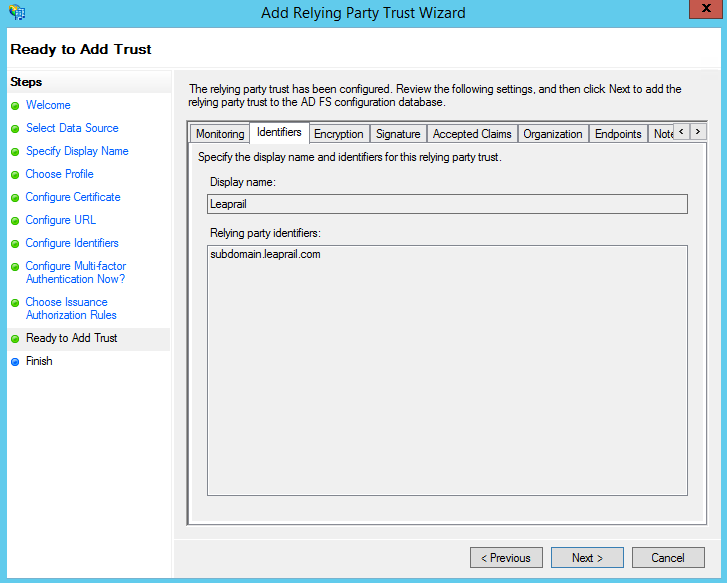 Add Relying Party Trust Wizard
x
Ready to Add Trust
Steps
Welcome
Select Data Source
Specify Display Name
Choose Profile
Configure Certificate
Configure URL
Configure Identifiers
Configure Multi-factor
Authentication Now?
Choose Issuance
Authorization Rules
Ready to Add Trust
Finish
The relying party trust has been configured. Review the following settings, and then click Next to add the
relying party trust to the AD FS configuration database.
Monitoring Identifiers Encryption Signature Accepted Claims Organization Endpoints Note < >
Specify the display name and identifiers for this relying party trust.
Display name:
Leaprail
Relying party identifiers:
subdomain.leaprail.com
< Previous Next > Cancel